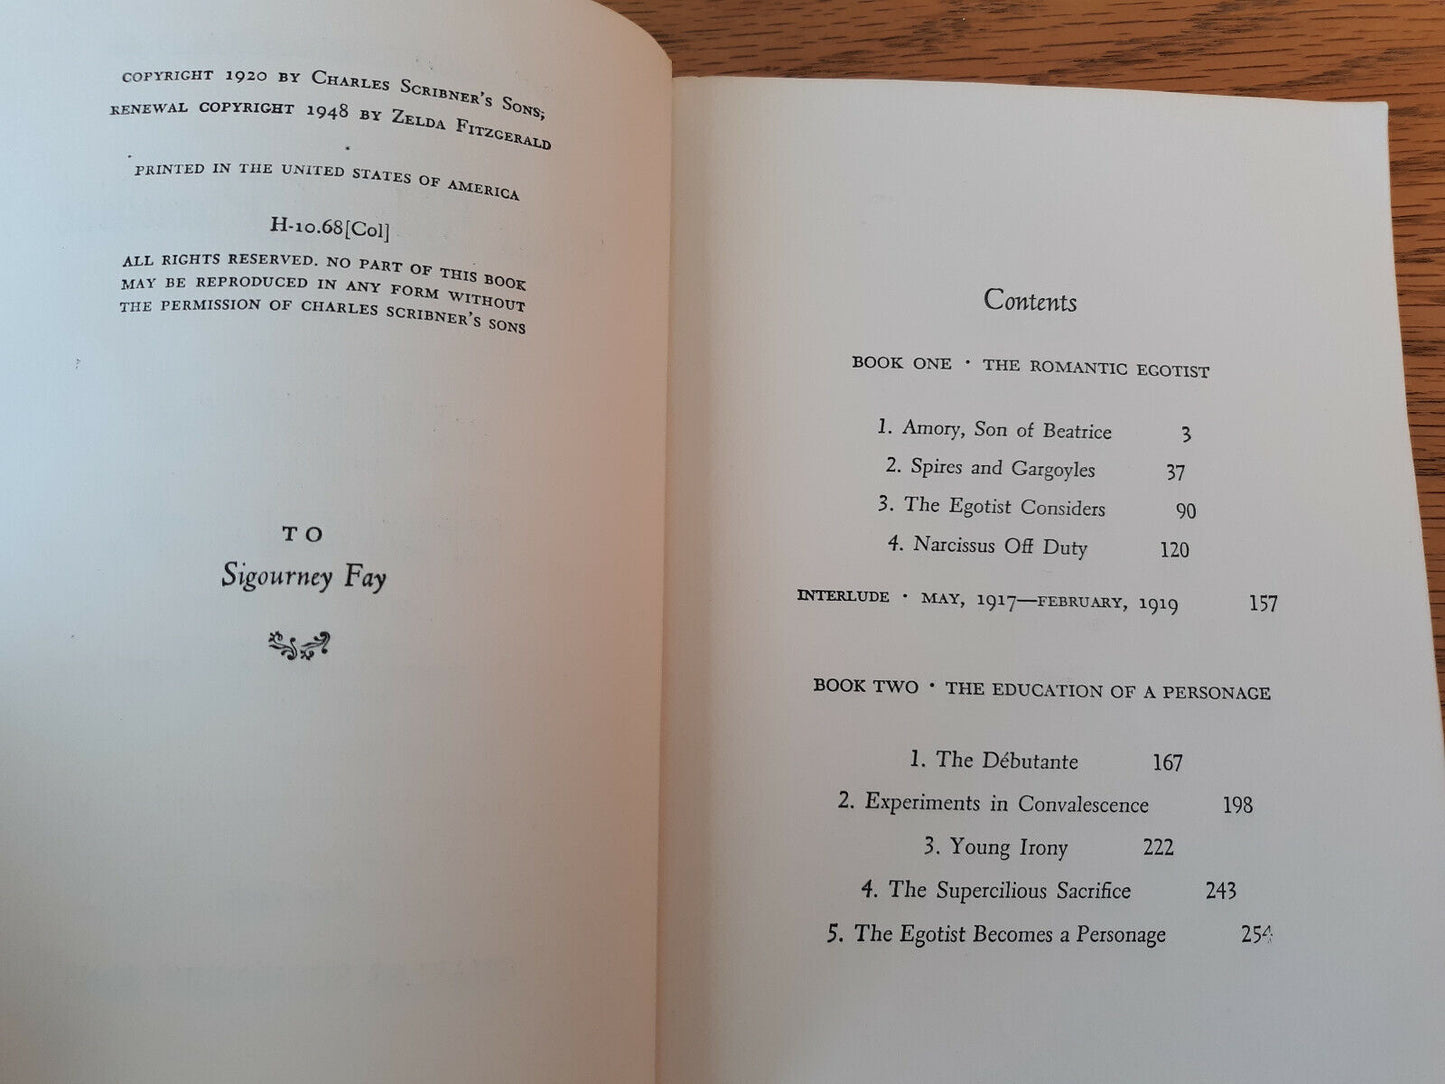 COPYRIGHT 1920 BY CHARLES SCRIBNER'S SONS;
RENEWAL COPYRIGHT 1948 BY ZELDA FITZGERALD
PRINTED IN THE UNITED STATES OF AMERICA
H-10.68[Col]
ALL RIGHTS RESERVED. NO PART OF THIS BOOK
MAY BE REPRODUCED IN ANY FORM WITHOUT
THE PERMISSION OF CHARLES SCRIBNER'S SONS
TO
Sigourney Fay
Contents
BOOK ONE · THE ROMANTIC EGOTIST
1. Amory, Son of Beatrice 3
2. Spires and Gargoyles 37
3. The Egotist Considers 90
4. Narcissus Off Duty 120
INTERLUDE · MAY, 1917—FEBRUARY, 1919 157
BOOK TWO · THE EDUCATION OF A PERSONAGE
1. The Débutante 167
2. Experiments in Convalescence 198
3. Young Irony 222
4. The Supercilious Sacrifice 243
5. The Egotist Becomes a Personage 254